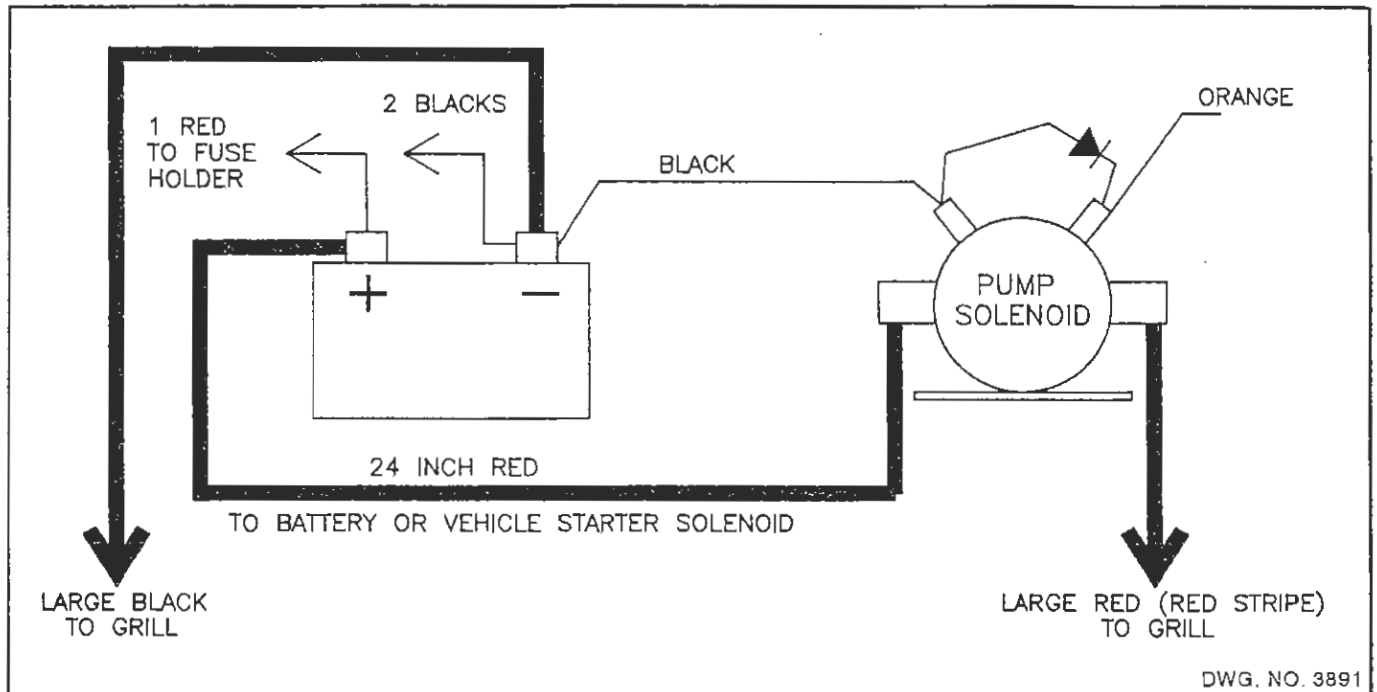 2 BLACKS
1 RED
TO FUSE
HOLDER
ORANGE
BLACK
+
−
PUMP
SOLENOID
24 INCH RED
TO BATTERY OR VEHICLE STARTER SOLENOID
LARGE BLACK
TO GRILL
LARGE RED (RED STRIPE)
TO GRILL
DWG. NO. 3891